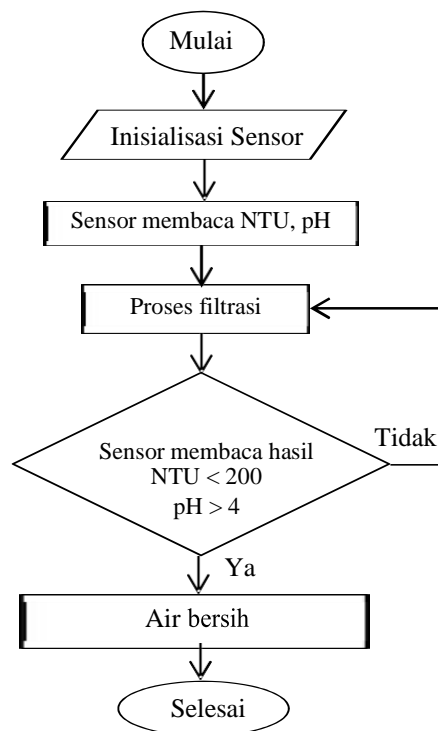 Mulai
Inisialisasi Sensor
Sensor membaca NTU, pH
Proses filtrasi
Sensor membaca hasil
NTU < 200
pH > 4
Tidak
Ya
Air bersih
Selesai